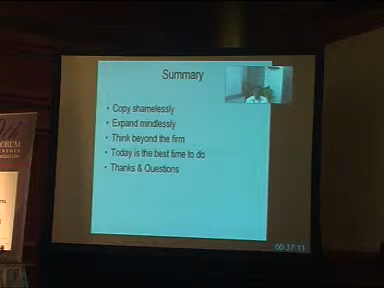 Summary
• Copy shamelessly
• Expand mindlessly
• Think beyond the firm
• Today is the best time to do
• Thanks & Questions
ORUM
00:37:11